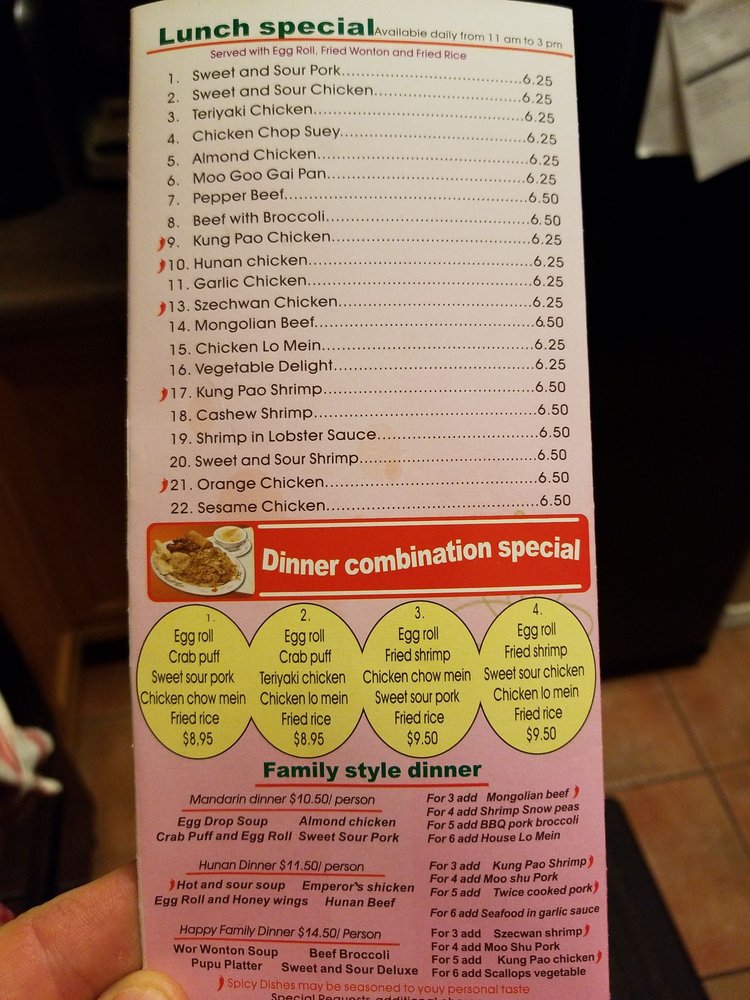 Lunch special Available daily from 11 am to 3 pm
Served with Egg Roll, Fried Wonton and Fried Rice
1. Sweet and Sour Pork......6.25
2. Sweet and Sour Chicken......6.25
3. Teriyaki Chicken......6.25
4. Chicken Chop Suey......6.25
5. Almond Chicken......6.25
6. Moo Goo Gai Pan......6.25
7. Pepper Beef......6.50
8. Beef with Broccoli......6.50
9. Kung Pao Chicken......6.25
10. Hunan chicken......6.25
11. Garlic Chicken......6.25
13. Szechwan Chicken......6.25
14. Mongolian Beef......6.50
15. Chicken Lo Mein......6.25
16. Vegetable Delight......6.25
17. Kung Pao Shrimp......6.50
18. Cashew Shrimp......6.50
19. Shrimp in Lobster Sauce......6.50
20. Sweet and Sour Shrimp......6.50
21. Orange Chicken......6.50
22. Sesame Chicken......6.50
Dinner combination special
1.
Egg roll
Crab puff
Sweet sour pork
Chicken chow mein
Fried rice
$8,95
2.
Egg roll
Crab puff
Teriyaki chicken
Chicken lo mein
Fried rice
$8.95
3.
Egg roll
Fried shrimp
Chicken chow mein
Sweet sour pork
Fried rice
$9.50
4.
Egg roll
Fried shrimp
Sweet sour chicken
Chicken lo mein
Fried rice
$9.50
Family style dinner
Mandarin dinner $10.50/ person
Egg Drop Soup Almond chicken
Crab Puff and Egg Roll Sweet Sour Pork
For 3 add Mongolian beef
For 4 add Shrimp Snow peas
For 5 add BBQ pork broccoli
For 6 add House Lo Mein
Hunan Dinner $11.50/ person
Hot and sour soup Emperor's chicken
Egg Roll and Honey wings Hunan Beef
For 3 add Kung Pao Shrimp
For 4 add Moo shu Pork
For 5 add Twice cooked pork
For 6 add Seafood in garlic sauce
Happy Family Dinner $14.50/ Person
Wor Wonton Soup Beef Broccoli
Pupu Platter Sweet and Sour Deluxe
For 3 add Szecwan shrimp
For 4 add Moo Shu Pork
For 5 add Kung Pao chicken
For 6 add Scallops vegetable
Spicy Dishes may be seasoned to youy personal taste
Special Requests additional